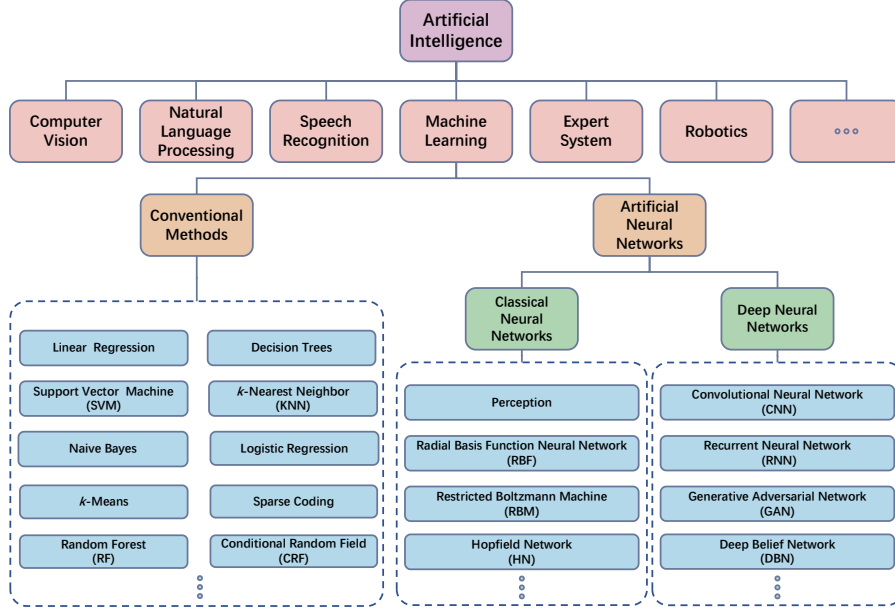 Artificial
Intelligence
Computer
Vision
Natural
Language
Processing
Speech
Recognition
Machine
Learning
Expert
System
Robotics
Conventional
Methods
Artificial
Neural
Networks
Classical
Neural
Networks
Deep Neural
Networks
Linear Regression
Decision Trees
Support Vector Machine
(SVM)
k-Nearest Neighbor
(KNN)
Naive Bayes
Logistic Regression
k-Means
Sparse Coding
Random Forest
(RF)
Conditional Random Field
(CRF)
Perception
Radial Basis Function Neural Network
(RBF)
Restricted Boltzmann Machine
(RBM)
Hopfield Network
(HN)
Convolutional Neural Network
(CNN)
Recurrent Neural Network
(RNN)
Generative Adversarial Network
(GAN)
Deep Belief Network
(DBN)